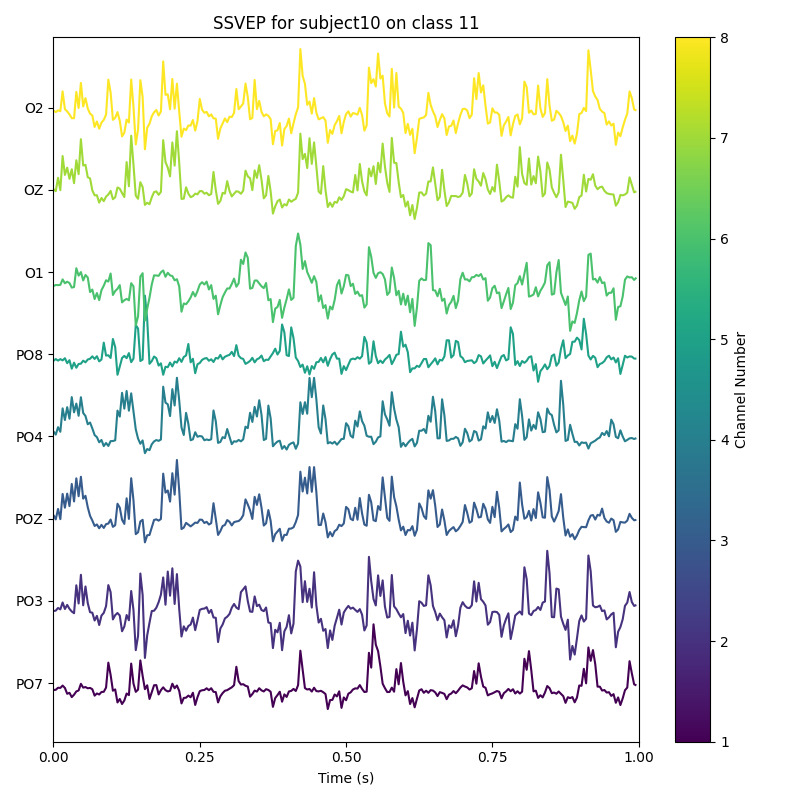 SSVEP for subject10 on class 11
O2
OZ
O1
PO8
PO4
POZ
PO3
PO7
0.00 0.25 0.50 0.75 1.00
Time (s)
8
7
6
5
4
3
2
1
Channel Number